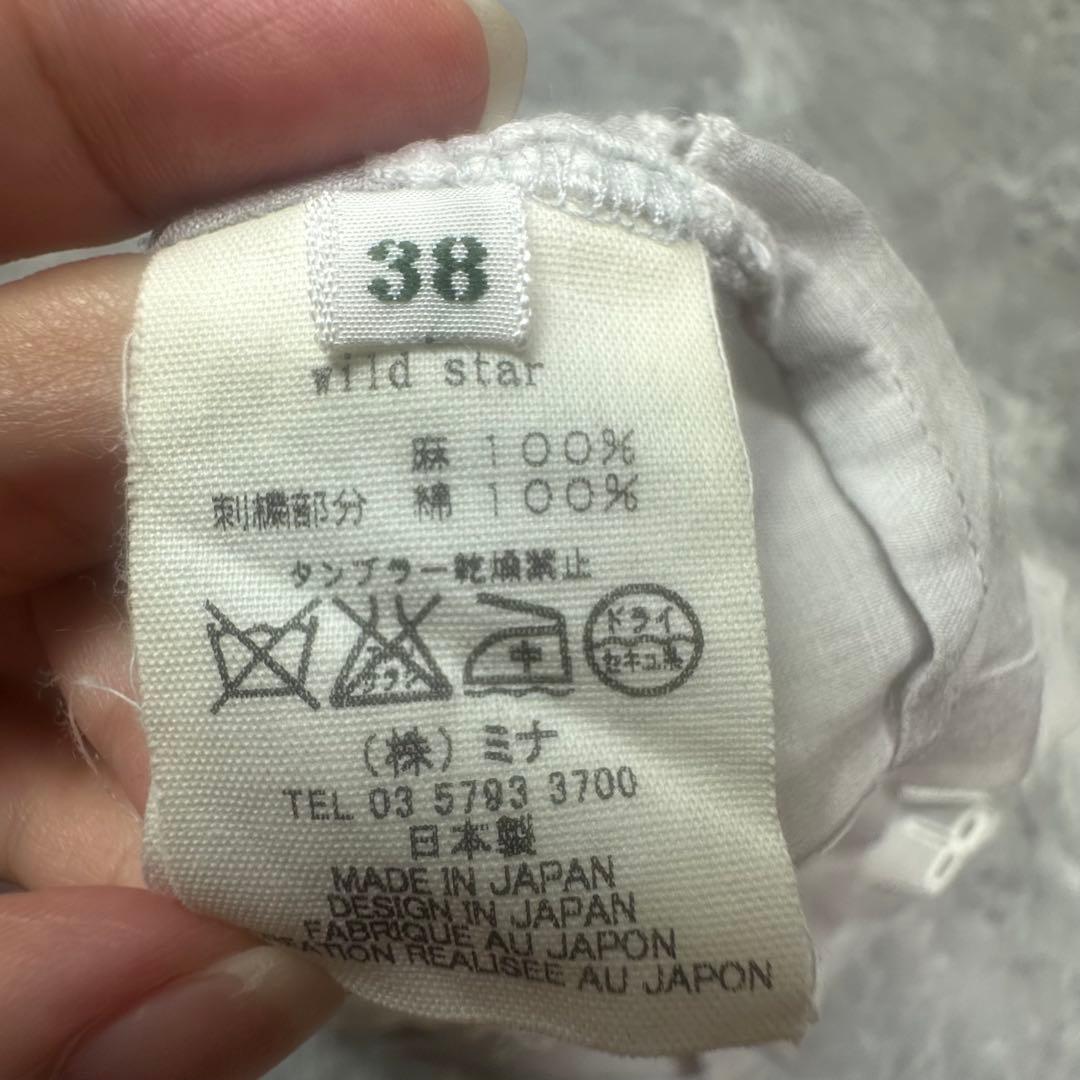 38
wild star
麻 100%
刺繍部分 綿 100%
タンブラー乾燥禁止
中
ドライ
セキユ系
(株)ミナ
TEL 03 5793 3700
日本製
MADE IN JAPAN
DESIGN IN JAPAN
FABRIQUE AU JAPON
REALISEE AU JAPON